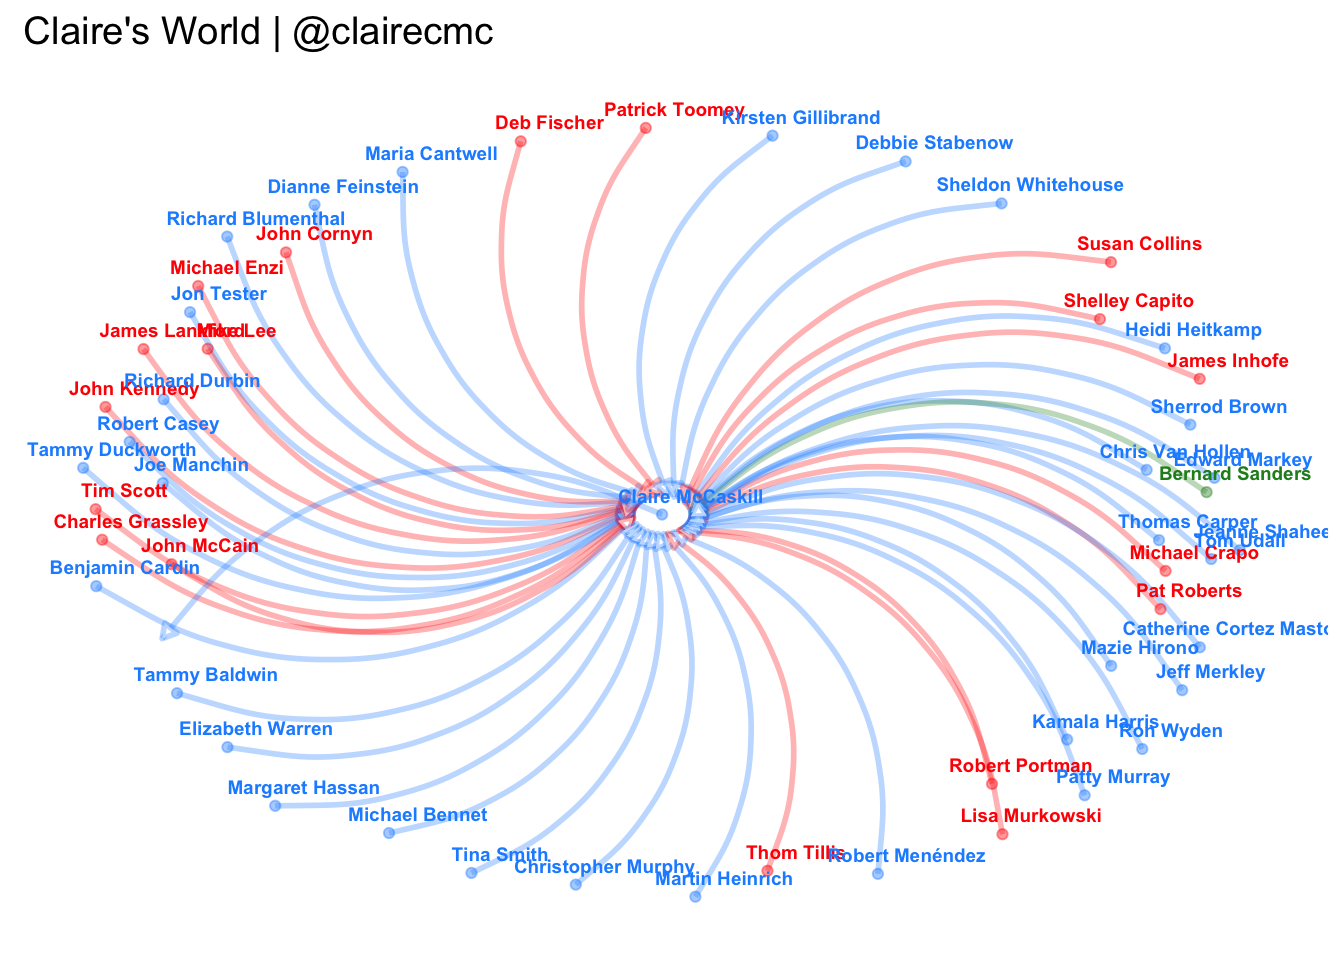 Claire's World | @clairecmc
Patrick Toomey
Deb Fischer
Kirsten Gillibrand
Debbie Stabenow
Maria Cantwell
Dianne Feinstein
Sheldon Whitehouse
Richard Blumenthal
John Cornyn
Susan Collins
Michael Enzi
Jon Tester
Shelley Capito
James Lankford
Mike Lee
Heidi Heitkamp
James Inhofe
Richard Durbin
John Kennedy
Sherrod Brown
Robert Casey
Tammy Duckworth
Chris Van Hollen
Edward Markey
Joe Manchin
Bernard Sanders
Tim Scott
Claire McCaskill
Charles Grassley
Thomas Carper
Jeanne Shahee
Tom Udall
John McCain
Michael Crapo
Benjamin Cardin
Pat Roberts
Catherine Cortez Masto
Mazie Hirono
Tammy Baldwin
Jeff Merkley
Elizabeth Warren
Kamala Harris
Ron Wyden
Robert Portman
Patty Murray
Margaret Hassan
Michael Bennet
Lisa Murkowski
Tina Smith
Thom Tillis
Robert Menéndez
Christopher Murphy
Martin Heinrich